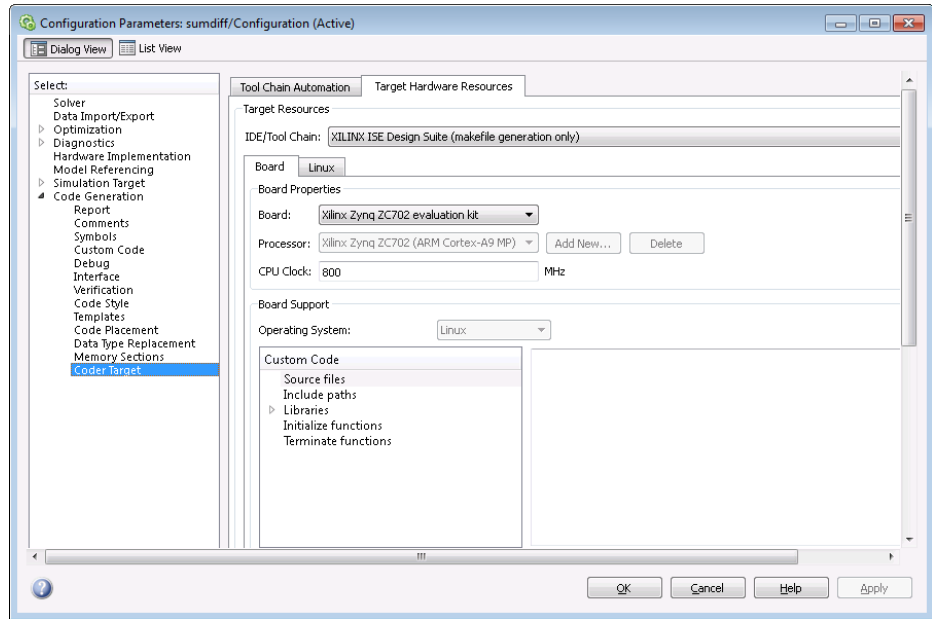 Configuration Parameters: sumdiff/Configuration (Active)
Dialog View List View
Select:
Solver
Data Import/Export
Optimization
Diagnostics
Hardware Implementation
Model Referencing
Simulation Target
Code Generation
Report
Comments
Symbols
Custom Code
Debug
Interface
Verification
Code Style
Templates
Code Placement
Data Type Replacement
Memory Sections
Coder Target
Tool Chain Automation Target Hardware Resources
Target Resources
IDE/Tool Chain: XILINX ISE Design Suite (makefile generation only)
Board Linux
Board Properties
Board: Xilinx Zynq ZC702 evaluation kit
Processor: Xilinx Zynq ZC702 (ARM Cortex-A9 MP) Add New... Delete
CPU Clock: 800 MHz
Board Support
Operating System: Linux
Custom Code
Source files
Include paths
Libraries
Initialize functions
Terminate functions
OK Cancel Help Apply